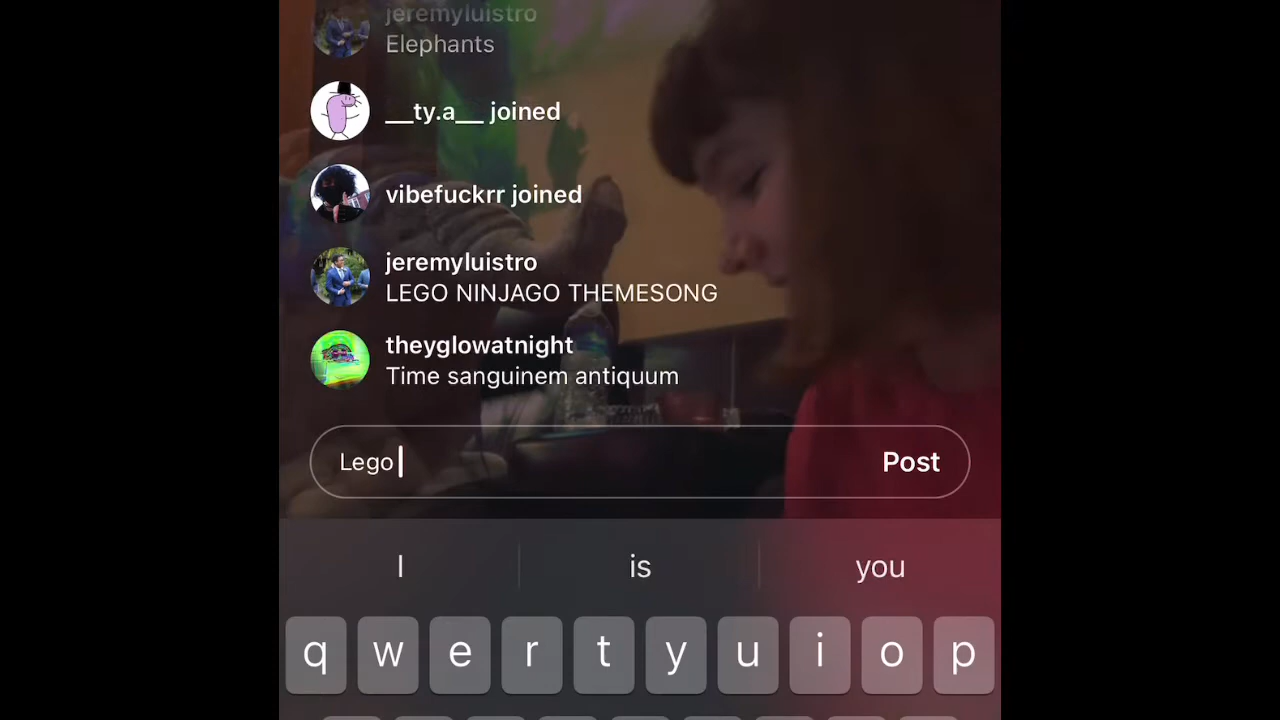 jeremyluistro
Elephants
__ty.a__ joined
vibefuckrr joined
jeremyluistro
LEGO NINJAGO THEMESONG
theyglowatnight
Time sanguinem antiquum
Lego
Post
I is you
q w e r t y u i o p